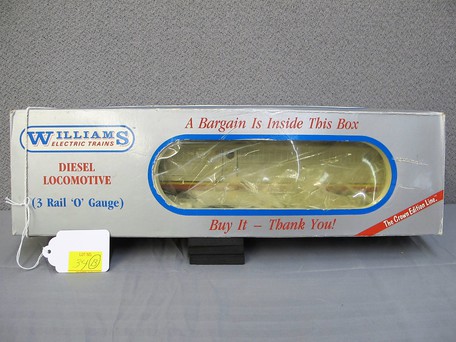 WILLIAMS
ELECTRIC TRAINS
DIESEL
LOCOMOTIVE
(3 Rail 'O' Gauge)
A Bargain Is Inside This Box
Buy It – Thank You!
The Crown Edition Line.